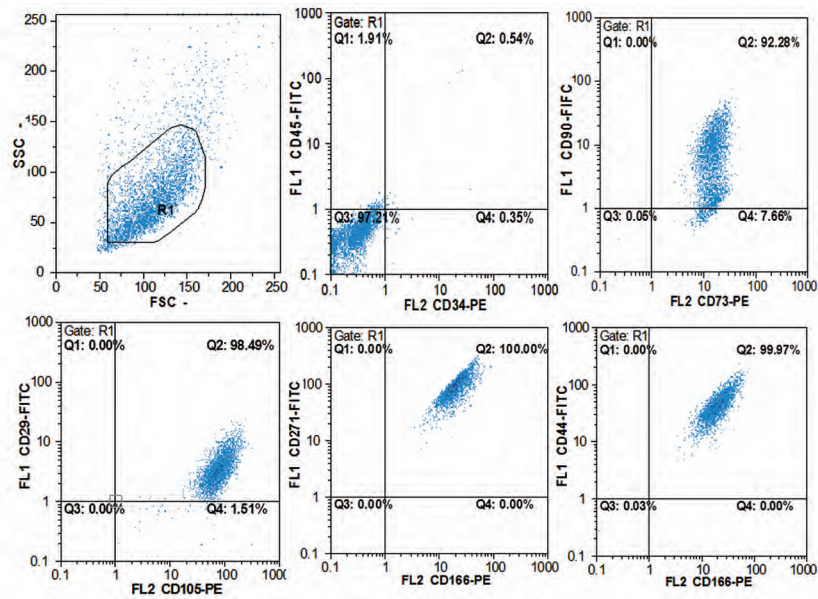 250
200
150
100
50
0
SSC -
R1
0 50 100 150 200 250
FSC -
Gate: R1
Q1: 1.91% Q2: 0.54%
1000
100
10
1
0.1
FL1 CD45-FITC
Q3: 97.21% Q4: 0.35%
0.1 1 10 100 1000
FL2 CD34-PE
Gate: R1
Q1: 0.00% Q2: 92.28%
1000
100
10
1
0.1
FL1 CD90-FIFC
Q3: 0.05% Q4: 7.66%
0.1 1 10 100 1000
FL2 CD73-PE
Gate: R1
Q1: 0.00% Q2: 98.49%
1000
100
10
1
0.1
FL1 CD29-FITC
Q3: 0.00% Q4: 1.51%
0.1 1 10 100 1000
FL2 CD105-PE
Gate: R1
Q1: 0.00% Q2: 100.00%
1000
100
10
1
0.1
FL1 CD271-FITC
Q3: 0.00% Q4: 0.00%
0.1 1 10 100 1000
FL2 CD166-PE
Gate: R1
Q1: 0.00% Q2: 99.97%
1000
100
10
1
0.1
FL1 CD44-FITC
Q3: 0.03% Q4: 0.00%
0.1 1 10 100 1000
FL2 CD166-PE